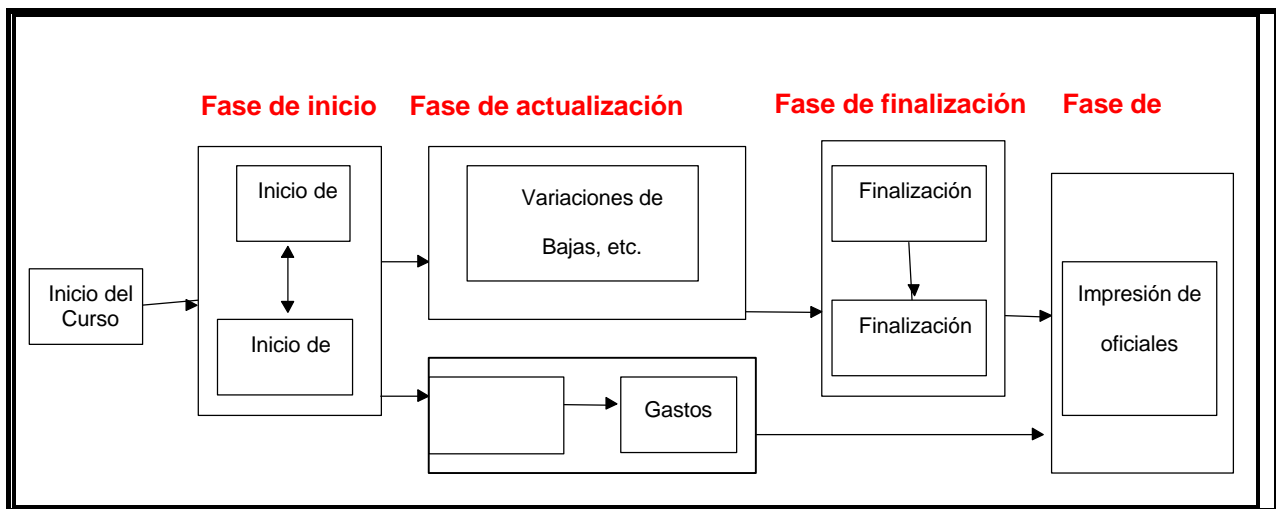 Fase de inicio
Fase de actualización
Fase de finalización
Fase de
Inicio del
Curso
Inicio de
Inicio de
Variaciones de
Bajas, etc.
Gastos
Finalización
Finalización
Impresión de
oficiales